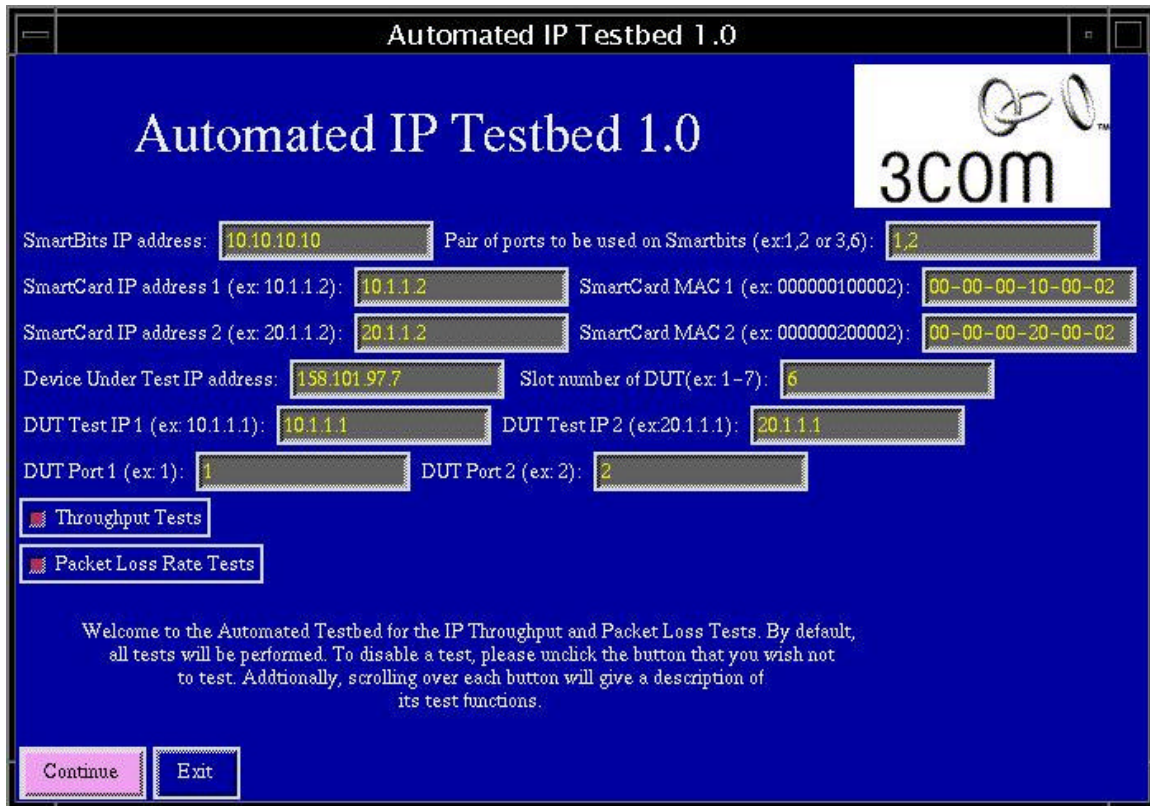 Automated IP Testbed 1.0
Automated IP Testbed 1.0
3COM
TM
SmartBits IP address: 10.10.10.10 Pair of ports to be used on Smartbits (ex:1,2 or 3,6): 1,2
SmartCard IP address 1 (ex: 10.1.1.2): 10.1.1.2 SmartCard MAC 1 (ex: 000000100002): 00-00-00-10-00-02
SmartCard IP address 2 (ex: 20.1.1.2): 20.1.1.2 SmartCard MAC 2 (ex: 000000200002): 00-00-00-20-00-02
Device Under Test IP address: 158.101.97.7 Slot number of DUT(ex: 1-7): 6
DUT Test IP 1 (ex: 10.1.1.1): 10.1.1.1 DUT Test IP 2 (ex:20.1.1.1): 20.1.1.1
DUT Port 1 (ex: 1): 1 DUT Port 2 (ex: 2): 2
Throughput Tests
Packet Loss Rate Tests
Welcome to the Automated Testbed for the IP Throughput and Packet Loss Tests. By default,
all tests will be performed. To disable a test, please unclick the button that you wish not
to test. Addtionally, scrolling over each button will give a description of
its test functions.
Continue Exit